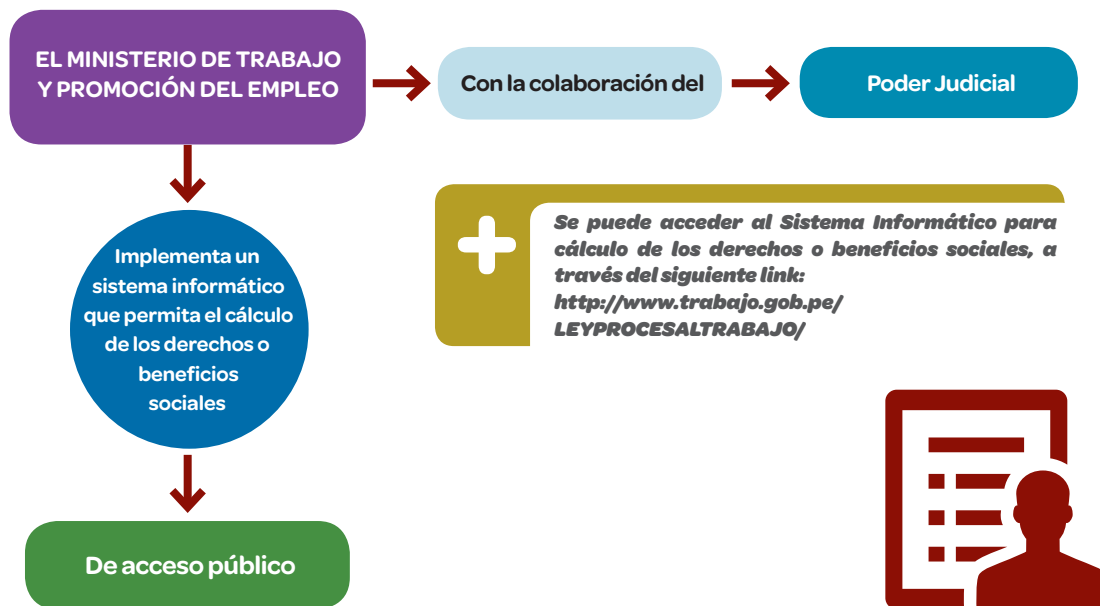 EL MINISTERIO DE TRABAJO
Y PROMOCIÓN DEL EMPLEO
Con la colaboración del
Poder Judicial
Implementa un
sistema informático
que permita el cálculo
de los derechos o
beneficios
sociales
De acceso público
Se puede acceder al Sistema Informático para
cálculo de los derechos o beneficios sociales, a
través del siguiente link:
http://www.trabajo.gob.pe/
LEYPROCESALTRABAJO/